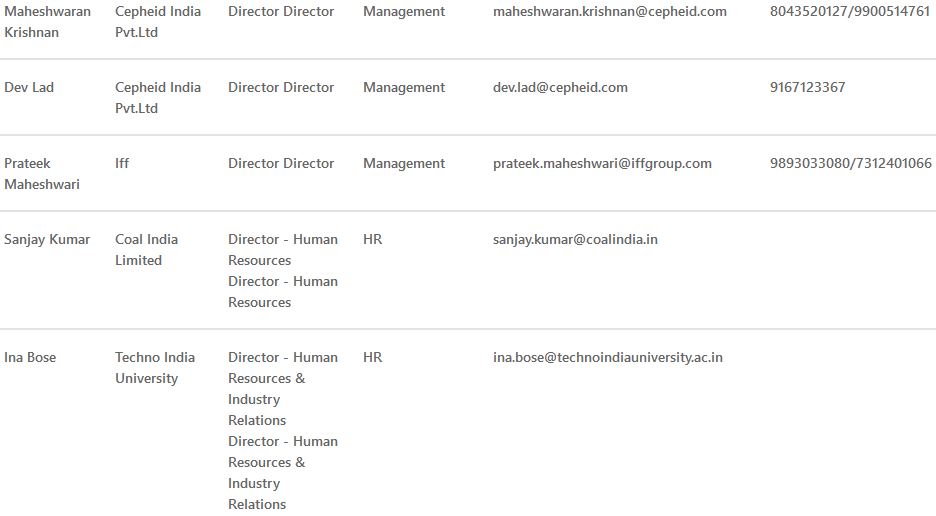 Maheshwaran Cepheid India Director Director Management maheshwaran.krishnan@cepheid.com 8043520127/9900514761
Krishnan Pvt.Ltd
Dev Lad Cepheid India Director Director Management dev.lad@cepheid.com 9167123367
Pvt.Ltd
Prateek Iff Director Director Management prateek.maheshwari@iffgroup.com 9893033080/7312401066
Maheshwari
Sanjay Kumar Coal India Director - Human HR sanjay.kumar@coalindia.in
Limited Resources
Director - Human
Resources
Ina Bose Techno India Director - Human HR ina.bose@technoindiauniversity.ac.in
University Resources &
Industry
Relations
Director - Human
Resources &
Industry
Relations